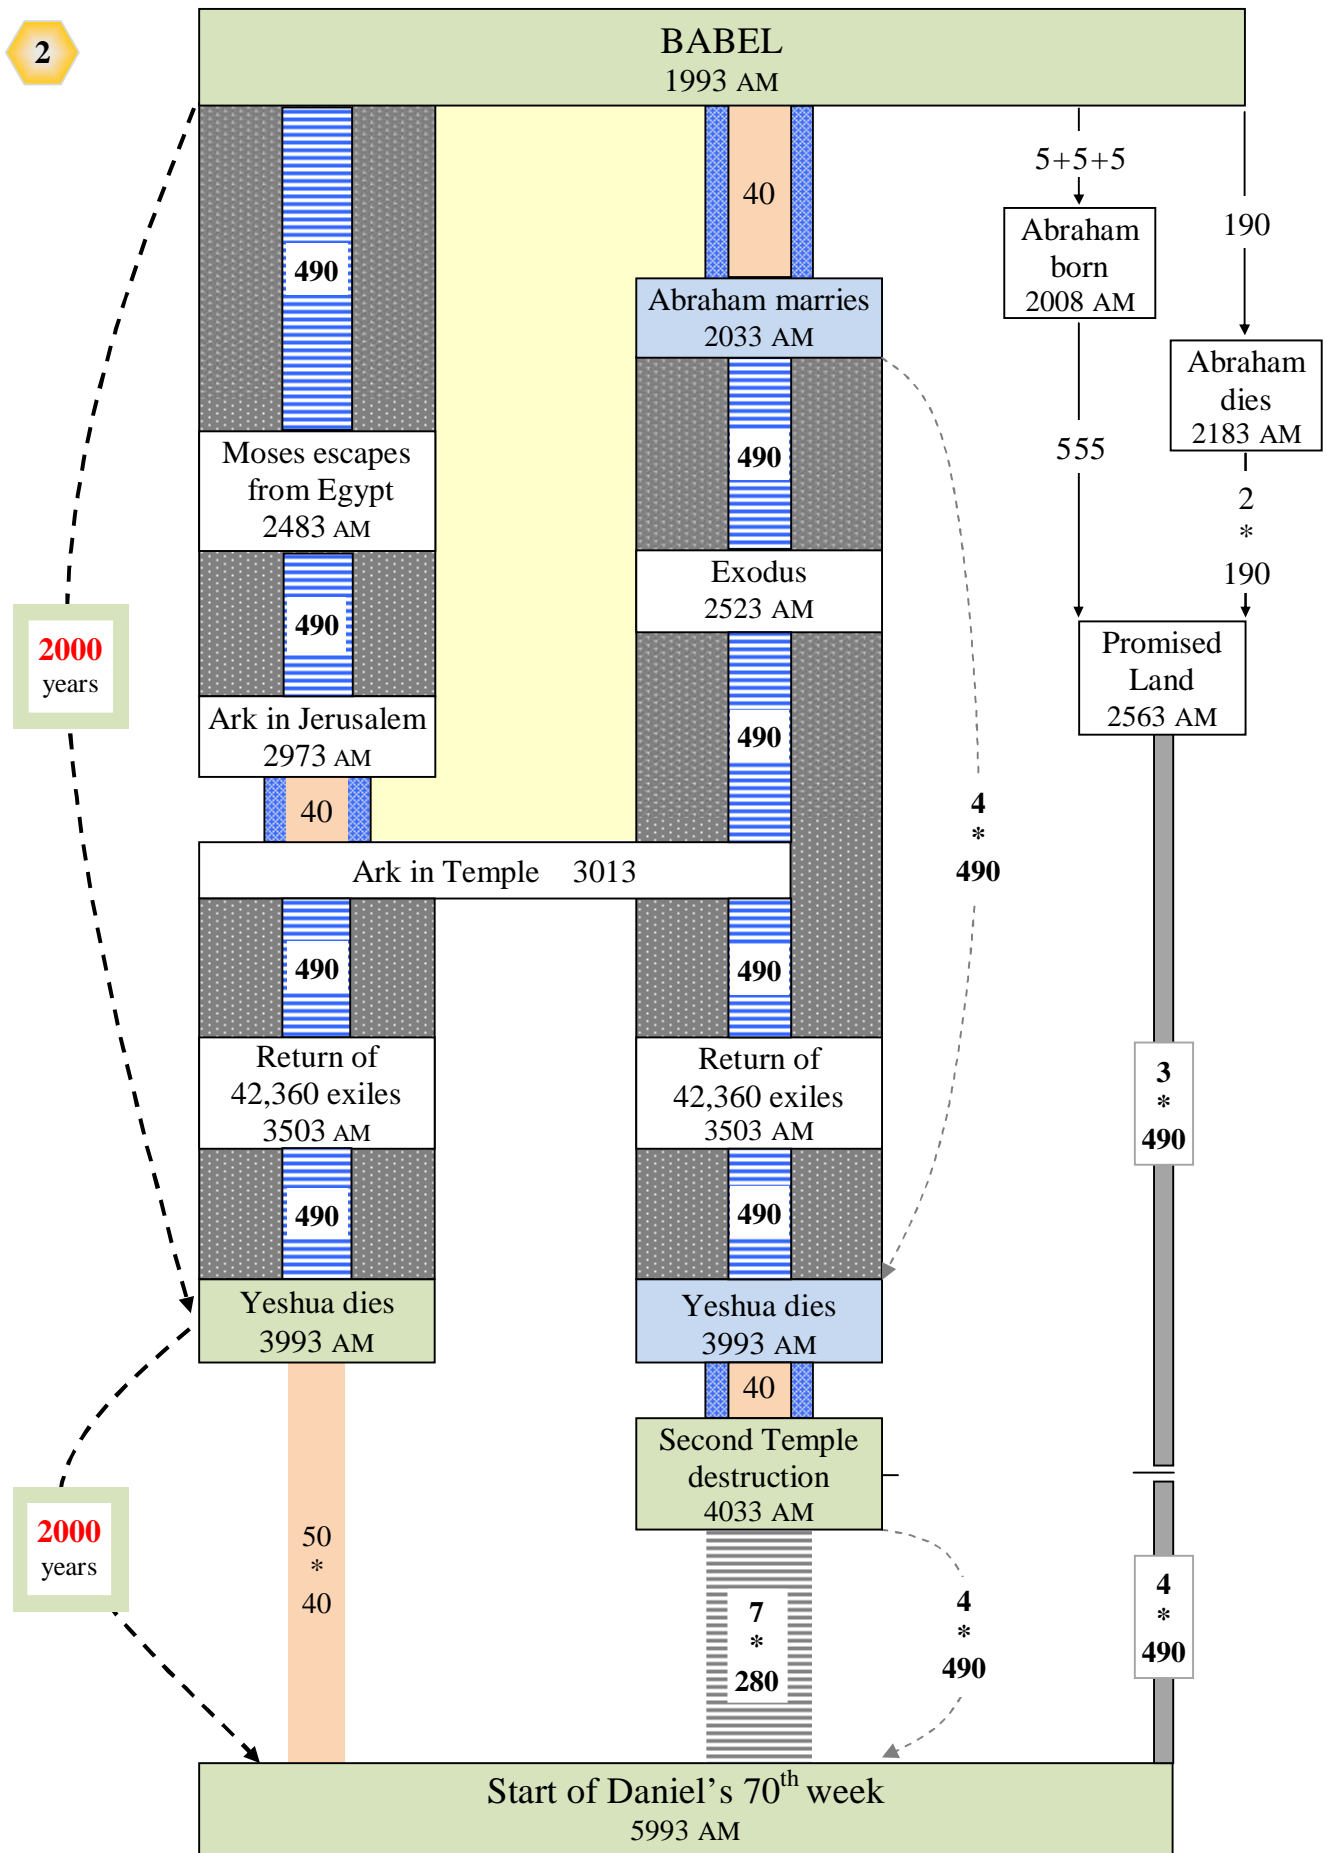 2
BABEL
1993 AM
5+5+5
40
190
Abraham
born
2008 AM
490
Abraham marries
2033 AM
Abraham
dies
2183 AM
Moses escapes
from Egypt
2483 AM
490
555
2
*
190
Exodus
2523 AM
490
2000
years
Promised
Land
2563 AM
Ark in Jerusalem
2973 AM
490
40
4
*
490
Ark in Temple 3013
490
490
Return of
42,360 exiles
3503 AM
Return of
42,360 exiles
3503 AM
3
*
490
490
490
Yeshua dies
3993 AM
Yeshua dies
3993 AM
40
Second Temple
destruction
4033 AM
2000
years
50
*
40
7
*
280
4
*
490
4
*
490
Start of Daniel’s 70th week
5993 AM